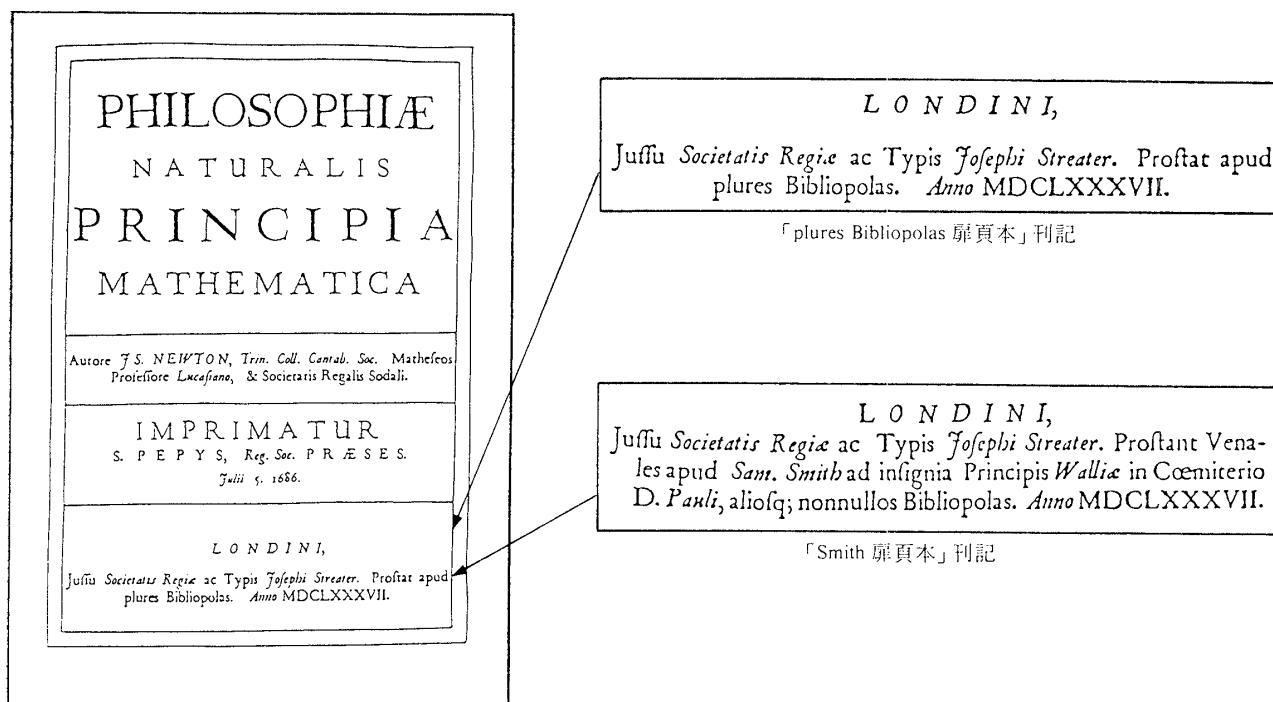 PHILOSOPHIÆ
NATURALIS
PRINCIPIA
MATHEMATICA
Autore JS. NEWTON, Trin. Coll. Cantab. Soc. Matheſeos
Profeſſore Lucaſiano, & Societatis Regalis Sodali.
IMPRIMATUR
S. PEPYS, Reg. Soc. PRÆSES.
Julii 5. 1686.
LONDINI,
Juſſu Societatis Regiæ ac Typis Joſephi Streater. Proſtat apud
plures Bibliopolas. Anno MDCLXXXVII.
LONDINI,
Juſſu Societatis Regiæ ac Typis Joſephi Streater. Proſtat apud
plures Bibliopolas. Anno MDCLXXXVII.
「plures Bibliopolas 扉頁本」刊記
LONDINI,
Juſſu Societatis Regiæ ac Typis Joſephi Streater. Proſtant Vena-
les apud Sam. Smith ad inſignia Principis Walliæ in Cœmiterio
D. Pauli, alioſq; nonnullos Bibliopolas. Anno MDCLXXXVII.
「Smith 扉頁本」刊記